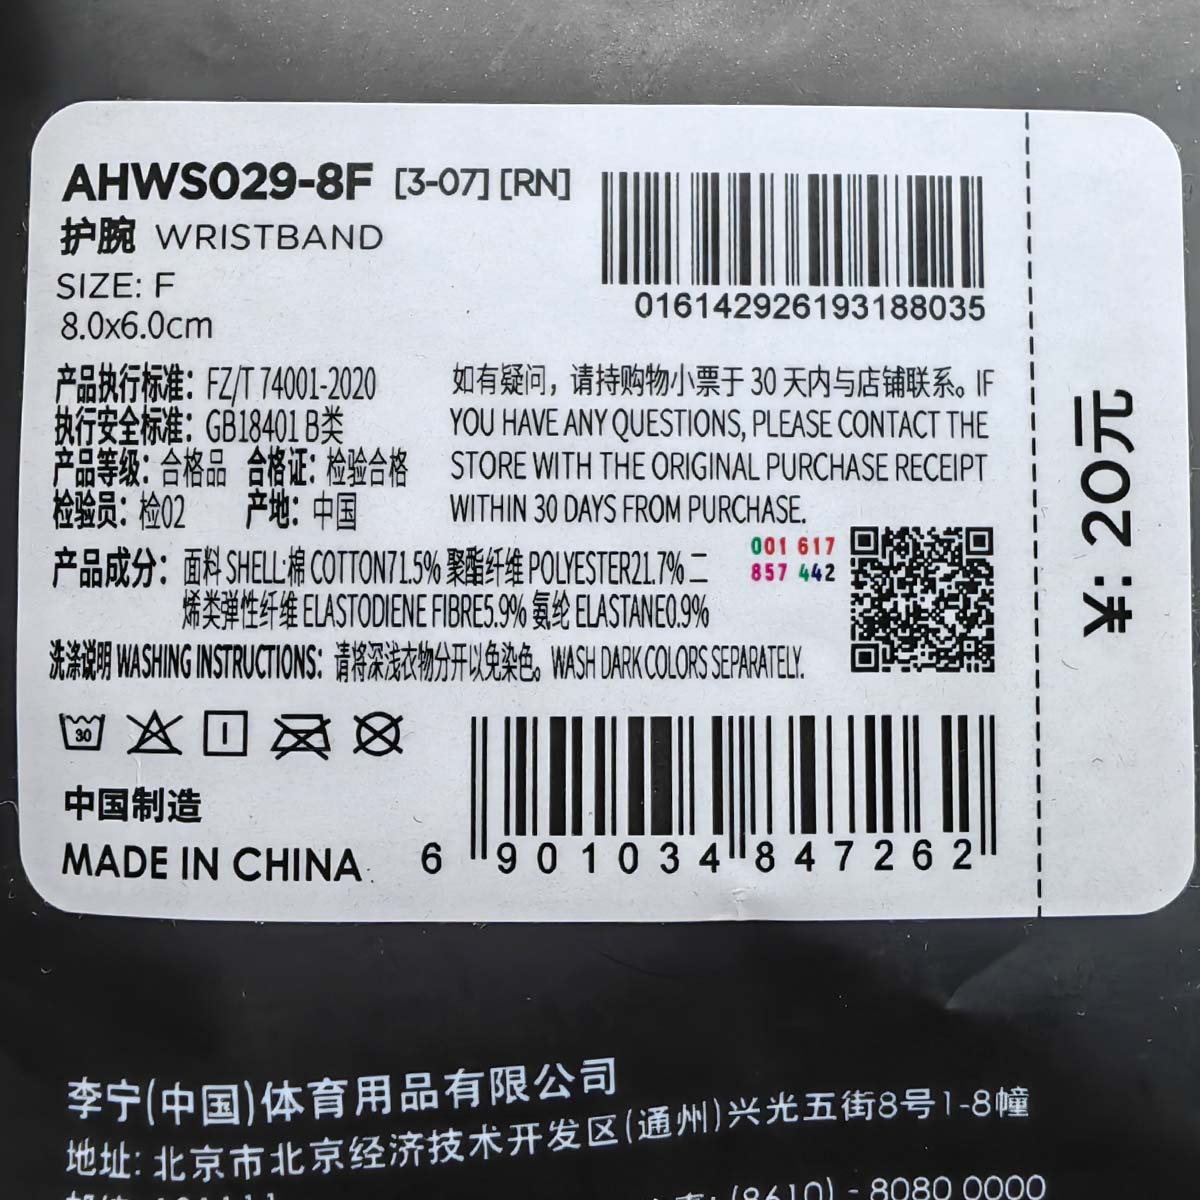 AHWS029-8F [3-07] [RN]
护腕 WRISTBAND
SIZE: F
8.0x6.0cm
016142926193188035
产品执行标准：FZ/T 74001-2020
执行安全标准：GB18401 B类
产品等级：合格品 合格证：检验合格
检验员：检02 产地：中国
如有疑问，请持购物小票于 30 天内与店铺联系。IF
YOU HAVE ANY QUESTIONS, PLEASE CONTACT THE
STORE WITH THE ORIGINAL PURCHASE RECEIPT
WITHIN 30 DAYS FROM PURCHASE.
产品成分：面料 SHELL:棉 COTTON71.5% 聚酯纤维 POLYESTER21.7% 二
烯类弹性纤维 ELASTODIENE FIBRE5.9% 氨纶 ELASTANE0.9%
001 617
857 442
洗涤说明 WASHING INSTRUCTIONS：请将深浅衣物分开以免染色。WASH DARK COLORS SEPARATELY.
30
中国制造
MADE IN CHINA
6 901034 847262
¥: 20元
李宁(中国)体育用品有限公司
地址: 北京市北京经济技术开发区(通州)兴光五街8号1-8幢
(8610) - 8080 0000